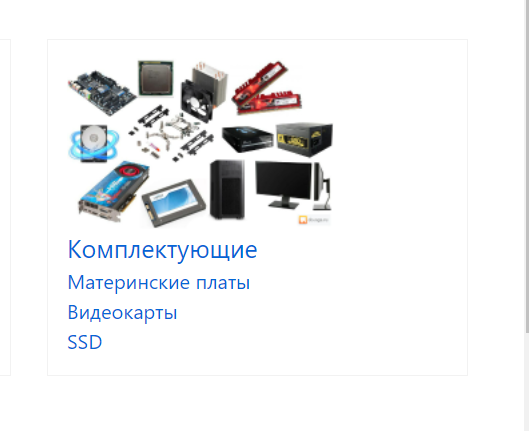 Комплектующие
Материнские платы
Видеокарты
SSD